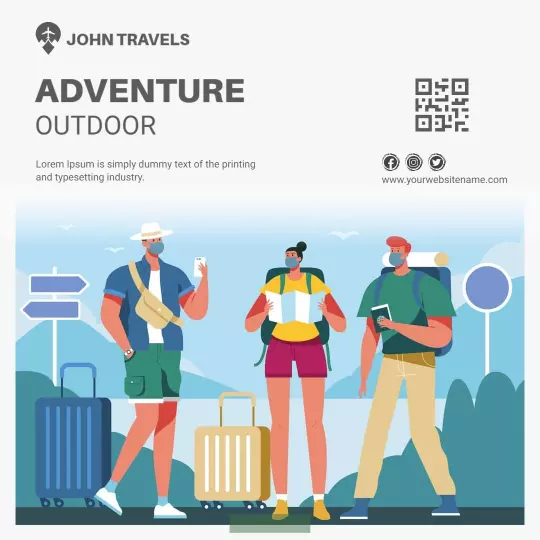 JOHN TRAVELS
ADVENTURE
OUTDOOR
Lorem Ipsum is simply dummy text of the printing
and typesetting industry.
www.yourwebsitename.com